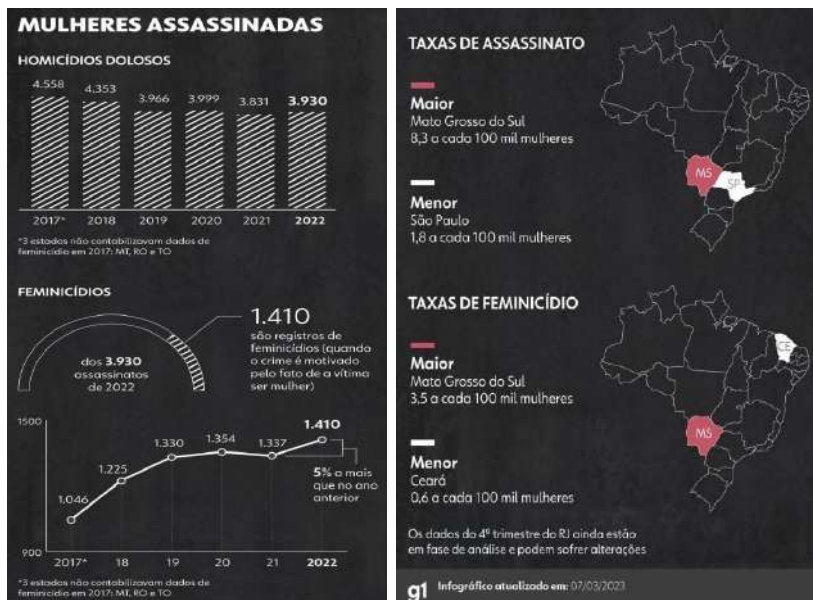 MULHERES ASSASSINADAS
HOMICÍDIOS DOLOSOS
4.558
4.353
3.966
3.999
3.831
3.930
2017*
2018
2019
2020
2021
2022
*3 estados não contabilizavam dados de
feminicídio em 2017: MT, RO e TO
FEMINICÍDIOS
dos 3.930
assassinatos
de 2022
1.410
são registros de
feminicídios (quando
o crime é motivado
pelo fato de a vítima
ser mulher)
1500
1.046
1.225
1.330
1.354
1.337
1.410
5% a mais
que no ano
anterior
900
2017*
18
19
20
21
2022
*3 estados não contabilizavam dados de
feminicídio em 2017: MT, RO e TO
TAXAS DE ASSASSINATO
Maior
Mato Grosso do Sul
8,3 a cada 100 mil mulheres
MS
SP
Menor
São Paulo
1,8 a cada 100 mil mulheres
TAXAS DE FEMINICÍDIO
CE
Maior
Mato Grosso do Sul
3,5 a cada 100 mil mulheres
MS
Menor
Ceará
0,6 a cada 100 mil mulheres
Os dados do 4º trimestre do RJ ainda estão
em fase de análise e podem sofrer alterações
g1 Infográfico atualizado em: 07/03/2023